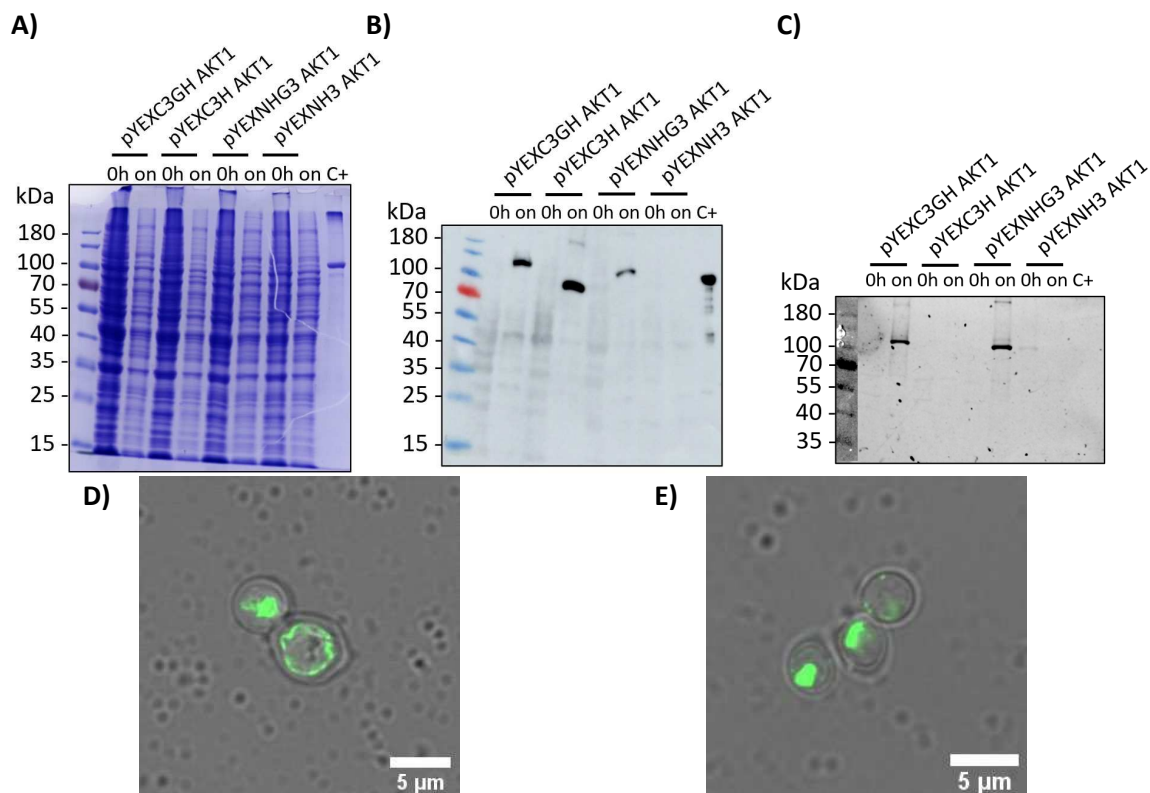 A)
pYEXC3GH AKT1
pYEXC3H AKT1
pYEXNHG3 AKT1
pYEXNH3 AKT1
0h on 0h on 0h on 0h on C+
kDa
180
100
70
55
40
35
25
15
B)
pYEXC3GH AKT1
pYEXC3H AKT1
pYEXNHG3 AKT1
pYEXNH3 AKT1
0h on 0h on 0h on 0h on C+
kDa
180
100
70
55
40
35
25
15
C)
pYEXC3GH AKT1
pYEXC3H AKT1
pYEXNHG3 AKT1
pYEXNH3 AKT1
0h on 0h on 0h on 0h on C+
kDa
180
100
70
55
40
35
D)
5 µm
E)
5 µm